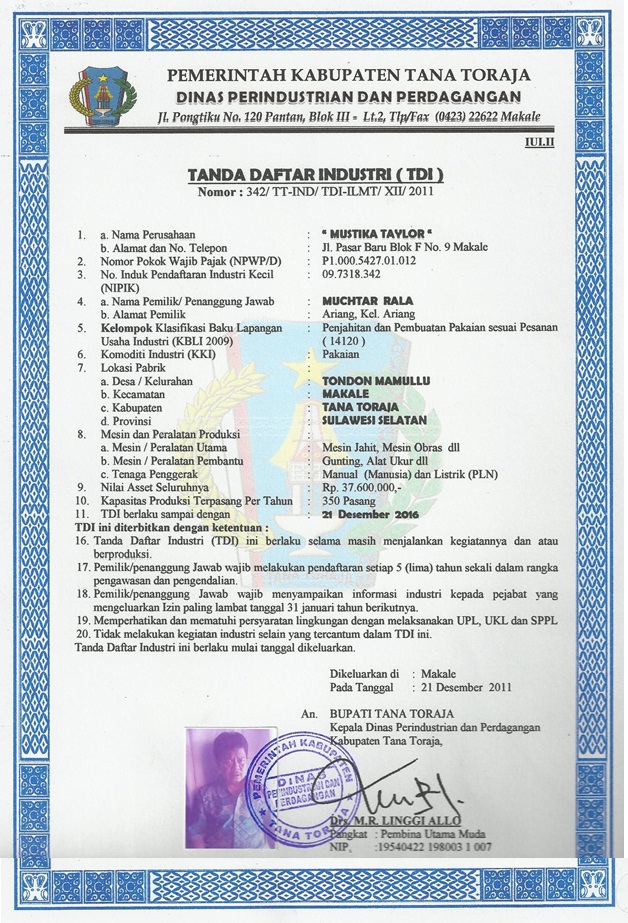 PEMERINTAH KABUPATEN TANA TORAJA
DINAS PERINDUSTRIAN DAN PERDAGANGAN
Jl. Pongtiku No. 120 Pantan, Blok III - Lt.2, Tlp/Fax (0423) 22622 Makale
IUI.II
TANDA DAFTAR INDUSTRI ( TDI )
Nomor : 342/ TT-IND/ TDI-ILMT/ XII/ 2011
1. a. Nama Perusahaan : " MUSTIKA TAYLOR "
b. Alamat dan No. Telepon : Jl. Pasar Baru Blok F No. 9 Makale
2. Nomor Pokok Wajib Pajak (NPWP/D) : P1.000.5427.01.012
3. No. Induk Pendaftaran Industri Kecil : 09.7318.342
(NIPIK)
4. a. Nama Pemilik/ Penanggung Jawab : MUCHTAR RALA
b. Alamat Pemilik : Ariang, Kel. Ariang
5. Kelompok Klasifikasi Baku Lapangan : Penjahitan dan Pembuatan Pakaian sesuai Pesanan
Usaha Industri (KBLI 2009) ( 14120 )
6. Komoditi Industri (KKI) : Pakaian
7. Lokasi Pabrik :
a. Desa / Kelurahan : TONDON MAMULLU
b. Kecamatan : MAKALE
c. Kabupaten : TANA TORAJA
d. Provinsi : SULAWESI SELATAN
8. Mesin dan Peralatan Produksi :
a. Mesin / Peralatan Utama : Mesin Jahit, Mesin Obras dll
b. Mesin / Peralatan Pembantu : Gunting, Alat Ukur dll
c. Tenaga Penggerak : Manual (Manusia) dan Listrik (PLN)
9. Nilai Asset Seluruhnya : Rp. 37.600.000,-
10. Kapasitas Produksi Terpasang Per Tahun : 350 Pasang
11. TDI berlaku sampai dengan : 21 Desember 2016
TDI ini diterbitkan dengan ketentuan :
16. Tanda Daftar Industri (TDI) ini berlaku selama masih menjalankan kegiatannya dan atau
berproduksi.
17. Pemilik/penanggung Jawab wajib melakukan pendaftaran setiap 5 (lima) tahun sekali dalam rangka
pengawasan dan pengendalian.
18. Pemilik/penanggung Jawab wajib menyampaikan informasi industri kepada pejabat yang
mengeluarkan Izin paling lambat tanggal 31 januari tahun berikutnya.
19. Memperhatikan dan mematuhi persyaratan lingkungan dengan melaksanakan UPL, UKL dan SPPL
20. Tidak melakukan kegiatan industri selain yang tercantum dalam TDI ini.
Tanda Daftar Industri ini berlaku mulai tanggal dikeluarkan.
TANA TORAJA
Dikeluarkan di : Makale
Pada Tanggal : 21 Desember 2011
An. BUPATI TANA TORAJA
Kepala Dinas Perindustrian dan Perdagangan
Kabupaten Tana Toraja,
PEMERINTAH KABUPATEN
DINAS
PERINDUSTRIAN DAN
PERDAGANGAN
TANA TORAJA
Drs. M.R. LINGGI ALLO
Pangkat : Pembina Utama Muda
NIP. :19540422 198003 1 007